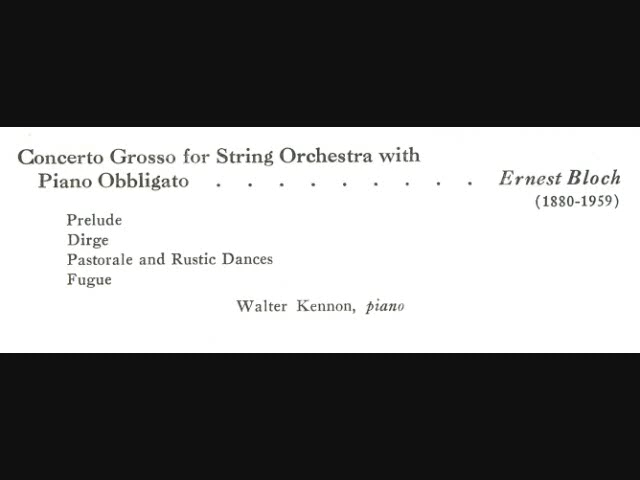 Concerto Grosso for String Orchestra with
Piano Obbligato . . . . . . . . . Ernest Bloch
(1880-1959)
Prelude
Dirge
Pastorale and Rustic Dances
Fugue
Walter Kennon, piano